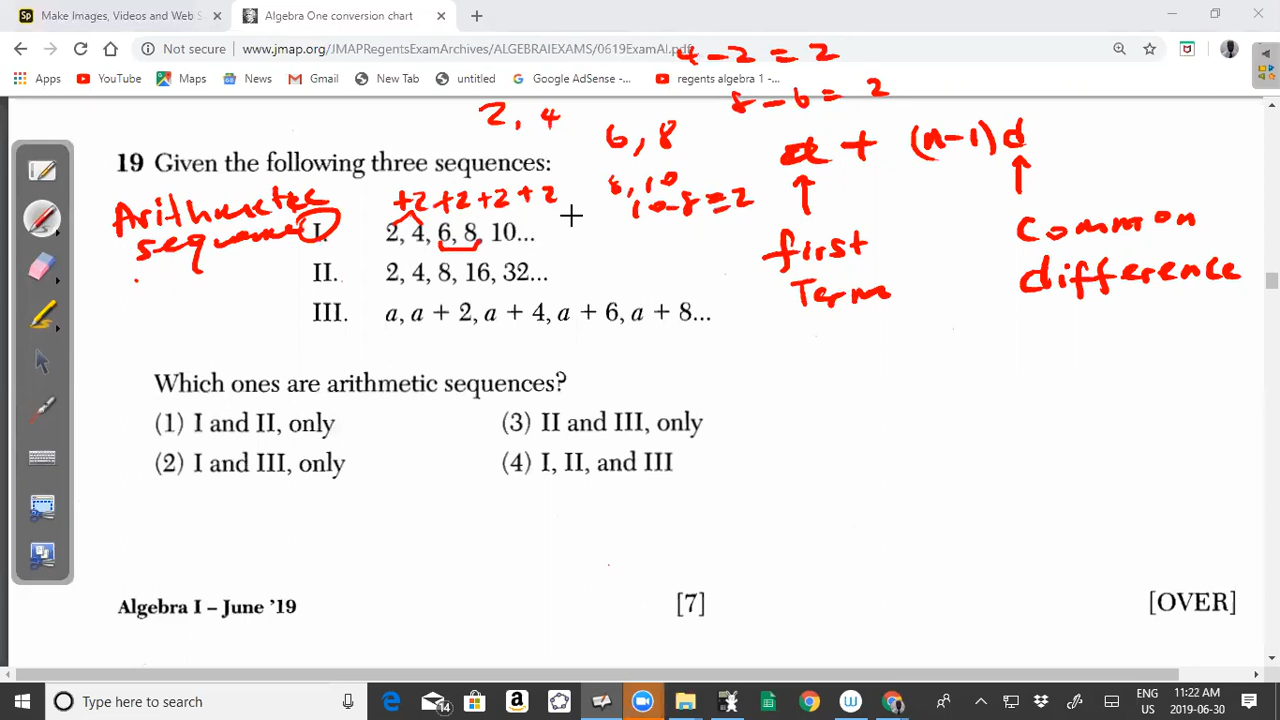 Make Images, Videos and Web S
Algebra One conversion chart
Not secure
www.jmap.org/JMAPRegentsExamArchives/ALGEBRAIEXAMS/0619ExamAI.pdf
4-2 = 2
Apps
YouTube
Maps
News
Gmail
New Tab
untitled
Google AdSense -...
regents algebra 1 -...
8-6 = 2
2, 4
6, 8
a + (n-1)d
19 Given the following three sequences:
8, 10
10-8=2
+2 +2 +2 +2
Arithmetic
sequence
I. 2, 4, 6, 8, 10...
first
Term
Common
difference
II. 2, 4, 8, 16, 32...
III. a, a + 2, a + 4, a + 6, a + 8...
Which ones are arithmetic sequences?
(1) I and II, only
(3) II and III, only
(2) I and III, only
(4) I, II, and III
Algebra I – June ’19
[7]
[OVER]
Type here to search
14
ENG
US
11:22 AM
2019-06-30